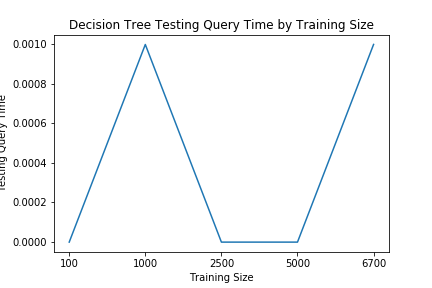 Decision Tree Testing Query Time by Training Size
0.0010
0.0008
0.0006
0.0004
0.0002
0.0000
Testing Query Time
100 1000 2500 5000 6700
Training Size